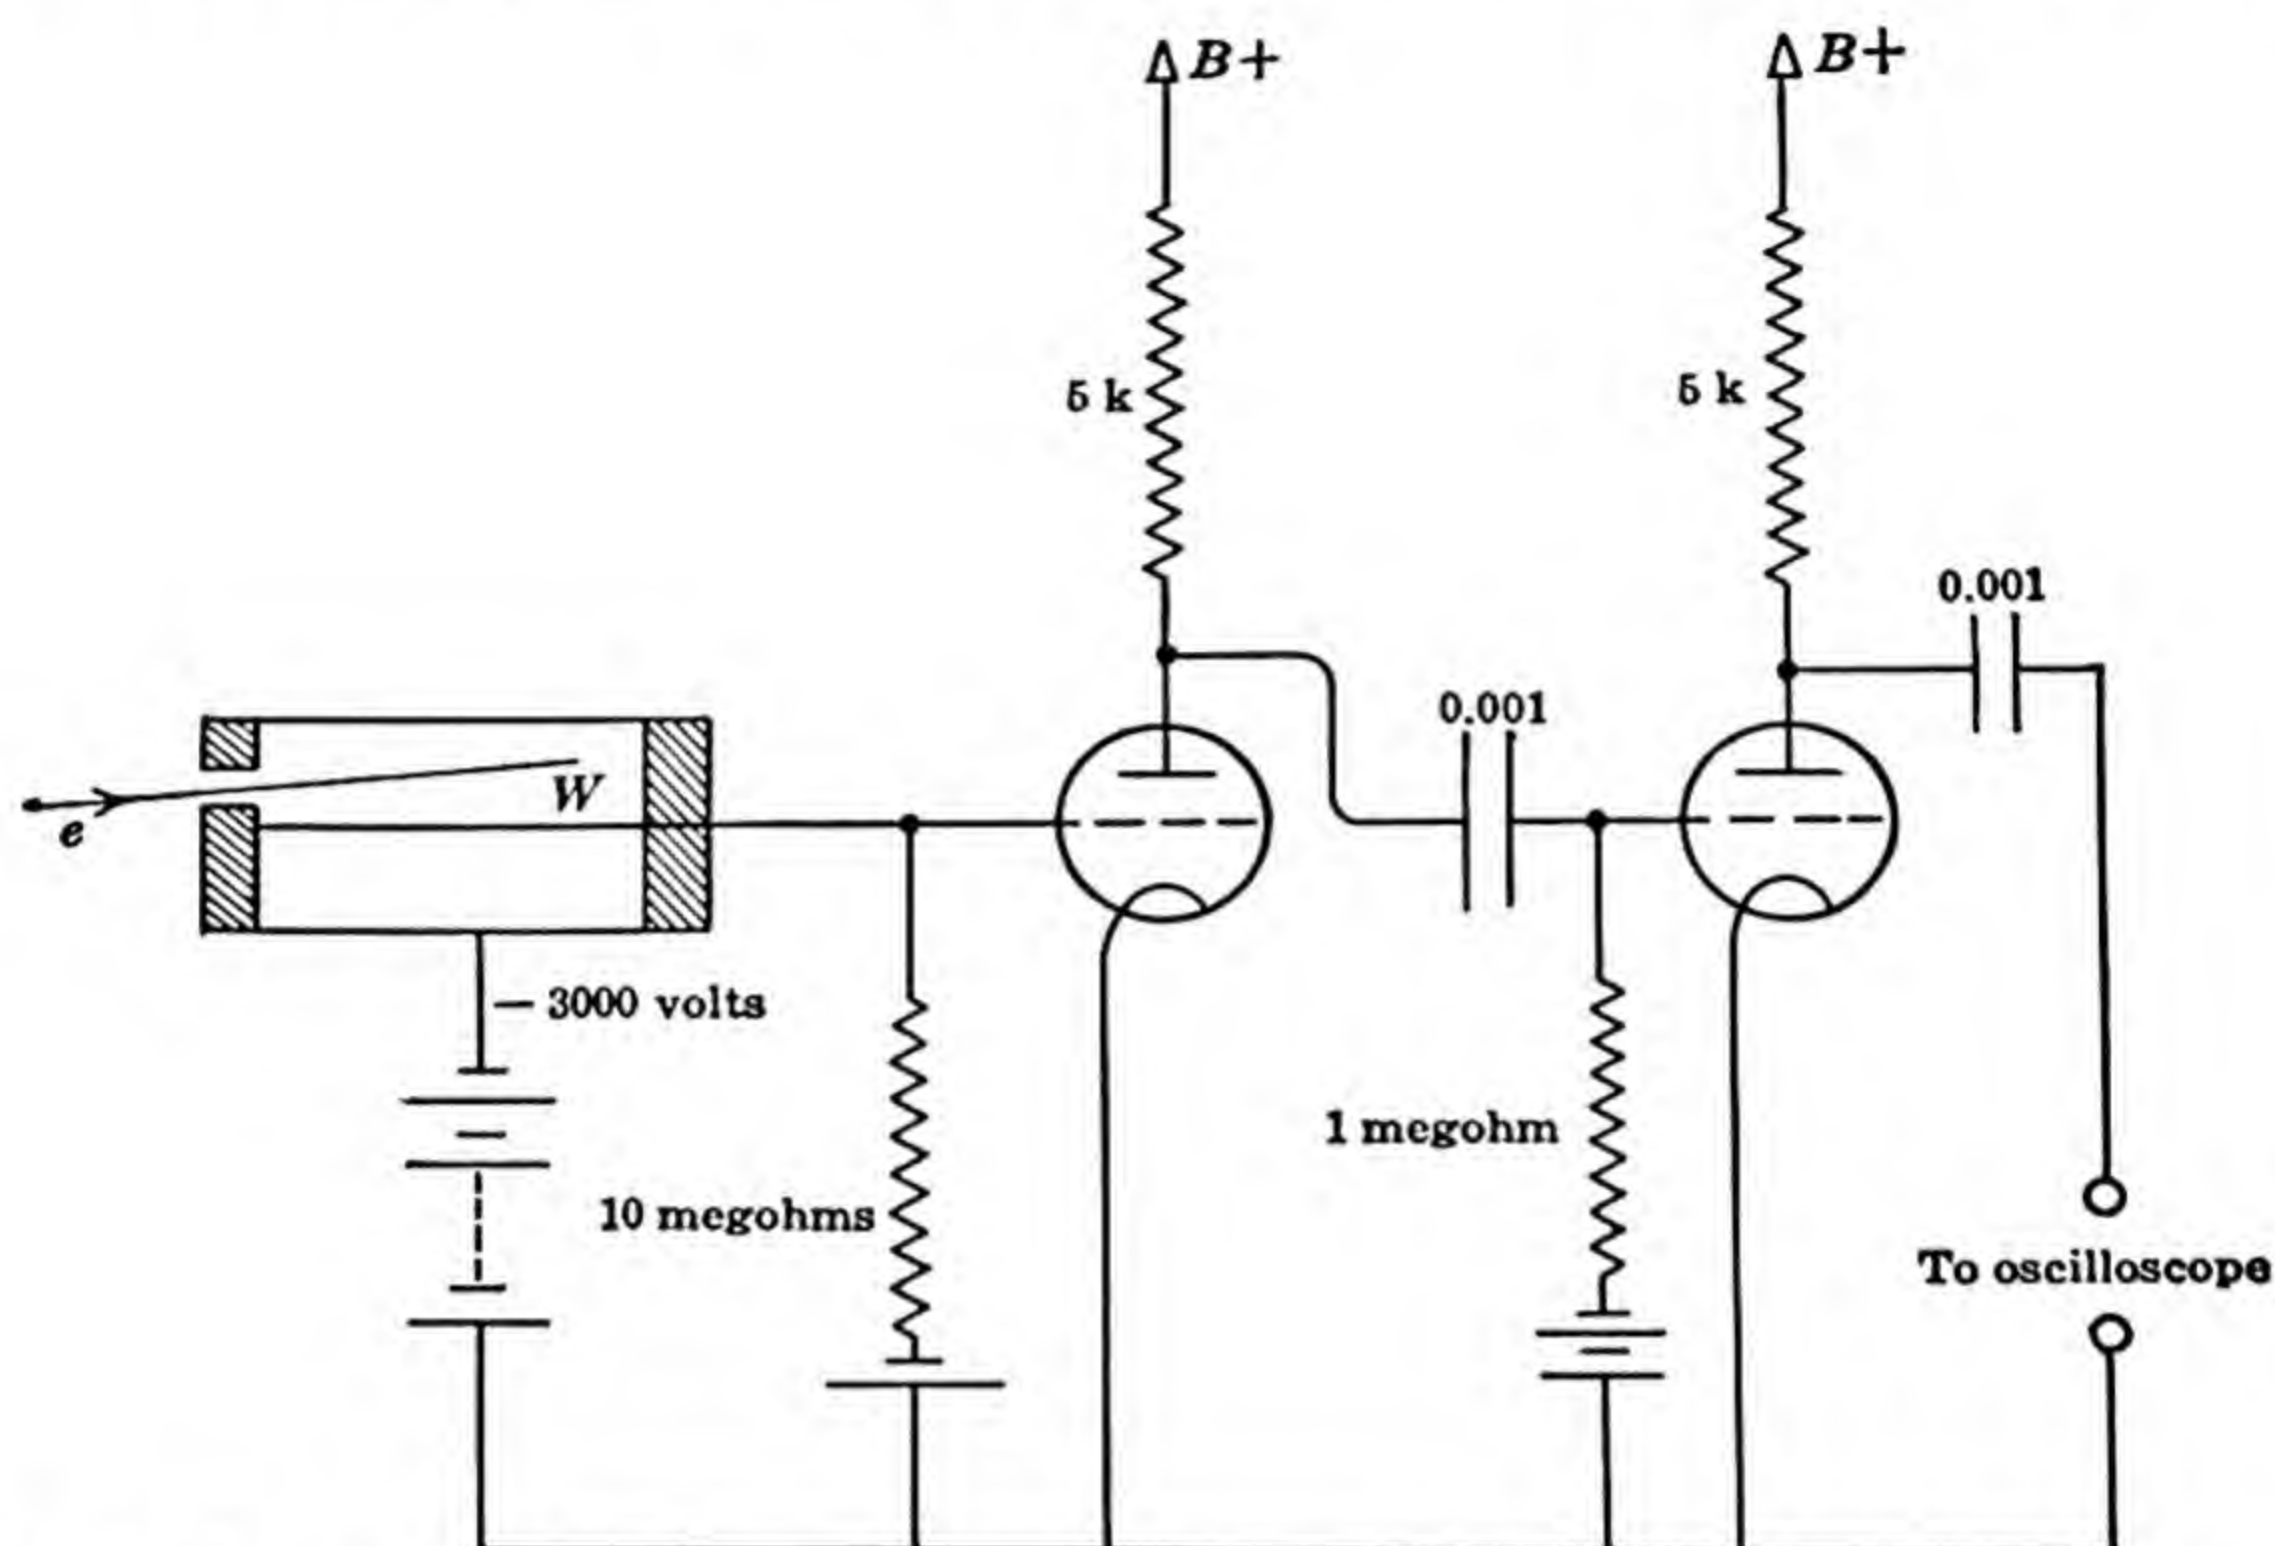 B+
B+
5 k
5 k
0.001
0.001
W
e
— 3000 volts
1 megohm
10 megohms
To oscilloscope